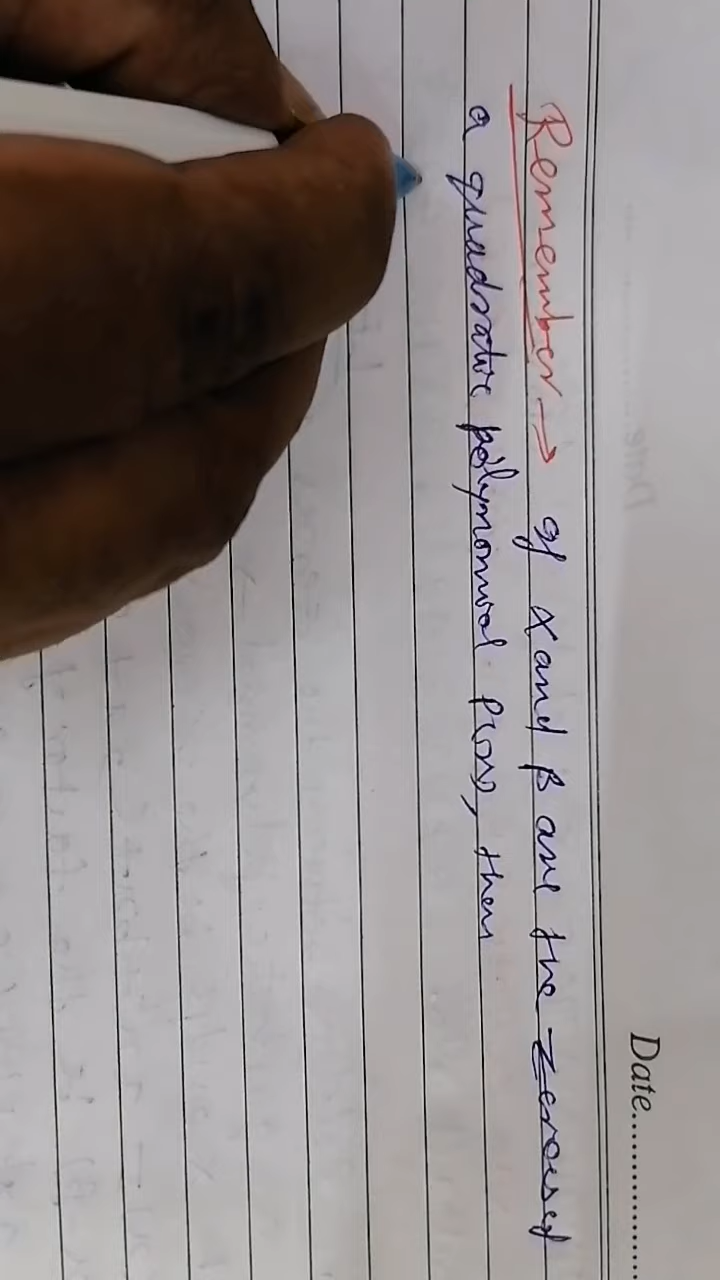 Date..............
Remember → If α and β are the zeroes of
a quadratic polynomial P(x), then